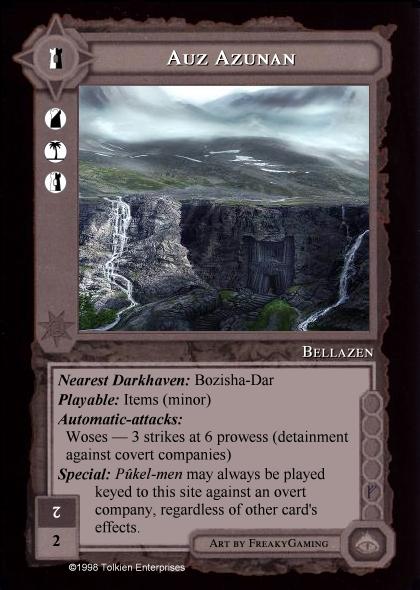 AUZ AZUNAN
BELLAZEN
Nearest Darkhaven: Bozisha-Dar
Playable: Items (minor)
Automatic-attacks:
Woses — 3 strikes at 6 prowess (detainment
against covert companies)
Special: Pûkel-men may always be played
keyed to this site against an overt
company, regardless of other card's
effects.
2
ART BY FREAKYGAMING
©1998 Tolkien Enterprises